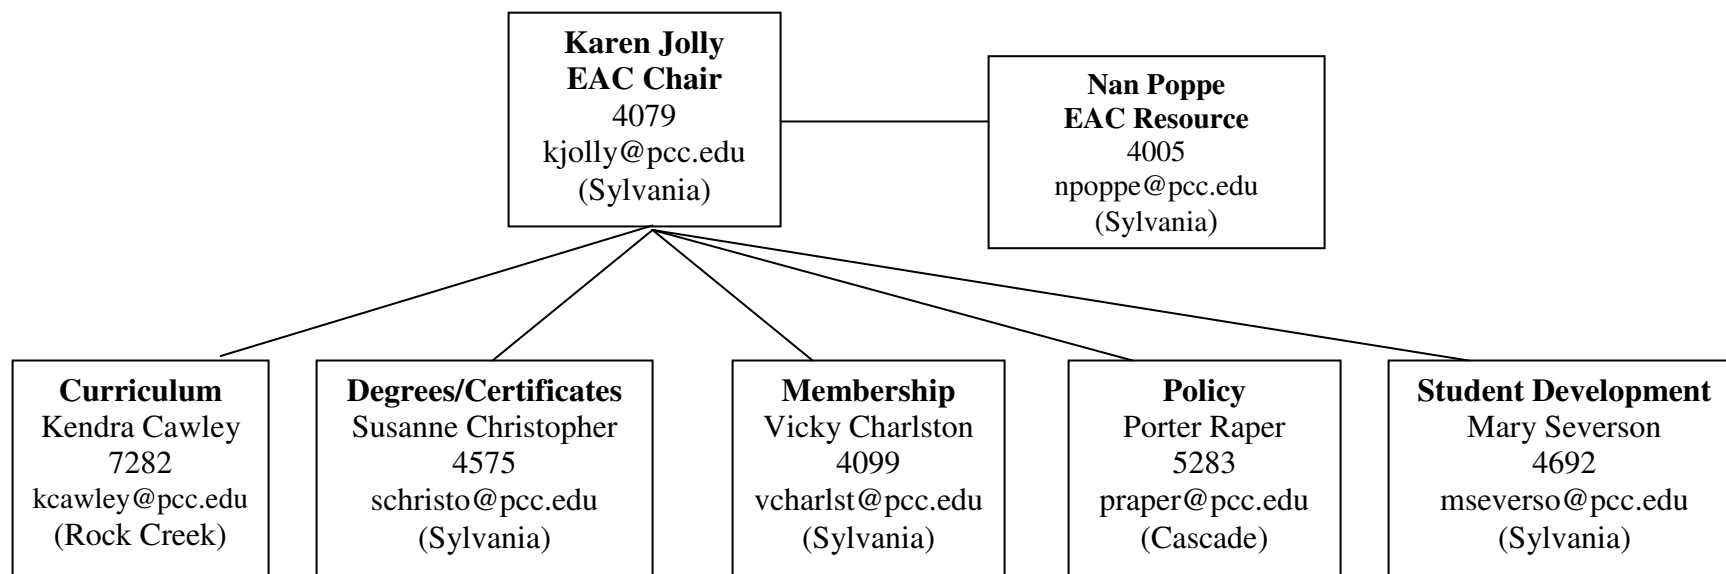 Karen Jolly
EAC Chair
4079
kjolly@pcc.edu
(Sylvania)
Nan Poppe
EAC Resource
4005
npoppe@pcc.edu
(Sylvania)
Curriculum
Kendra Cawley
7282
kcawley@pcc.edu
(Rock Creek)
Degrees/Certificates
Susanne Christopher
4575
schristo@pcc.edu
(Sylvania)
Membership
Vicky Charlston
4099
vcharlst@pcc.edu
(Sylvania)
Policy
Porter Raper
5283
praper@pcc.edu
(Cascade)
Student Development
Mary Severson
4692
mseverso@pcc.edu
(Sylvania)